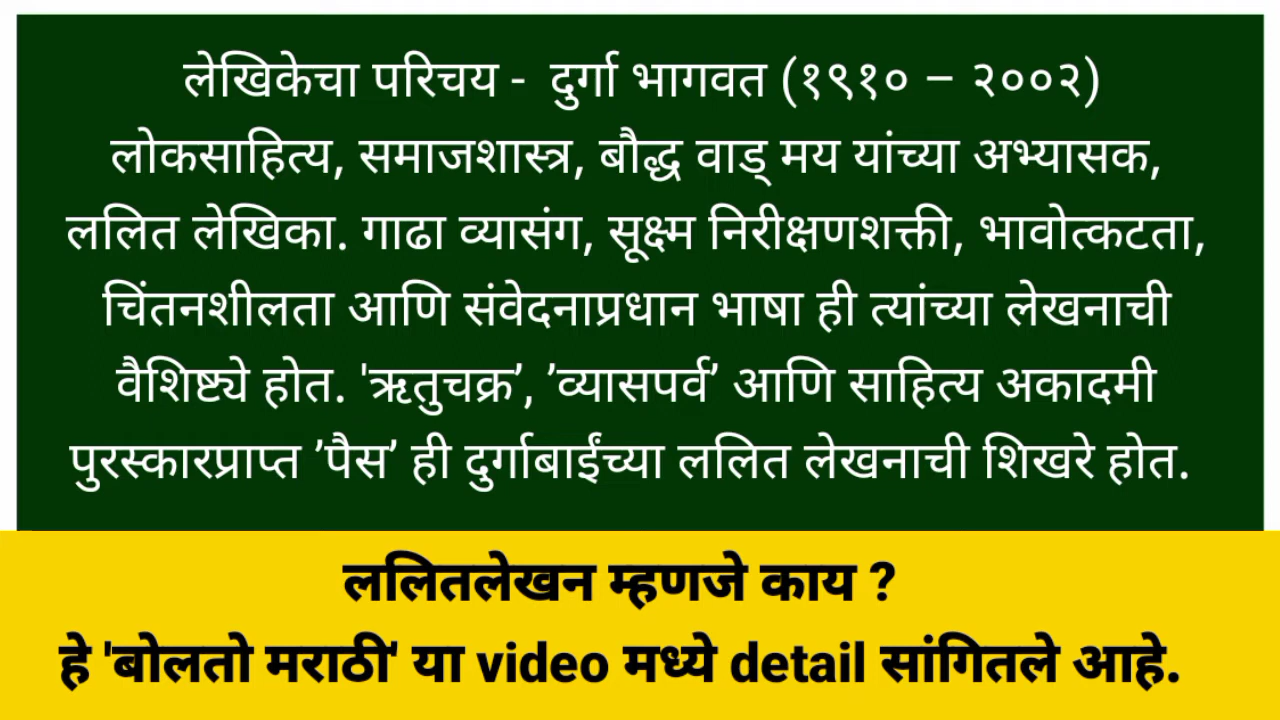 लेखिकेचा परिचय - दुर्गा भागवत (१९१० – २००२)
लोकसाहित्य, समाजशास्त्र, बौद्ध वाड् मय यांच्या अभ्यासक,
ललित लेखिका. गाढा व्यासंग, सूक्ष्म निरीक्षणशक्ती, भावोत्कटता,
चिंतनशीलता आणि संवेदनाप्रधान भाषा ही त्यांच्या लेखनाची
वैशिष्ट्ये होत. 'ऋतुचक्र’, ’व्यासपर्व’ आणि साहित्य अकादमी
पुरस्कारप्राप्त ’पैस’ ही दुर्गाबाईंच्या ललित लेखनाची शिखरे होत.
ललितलेखन म्हणजे काय ?
हे 'बोलतो मराठी' या video मध्ये detail सांगितले आहे.